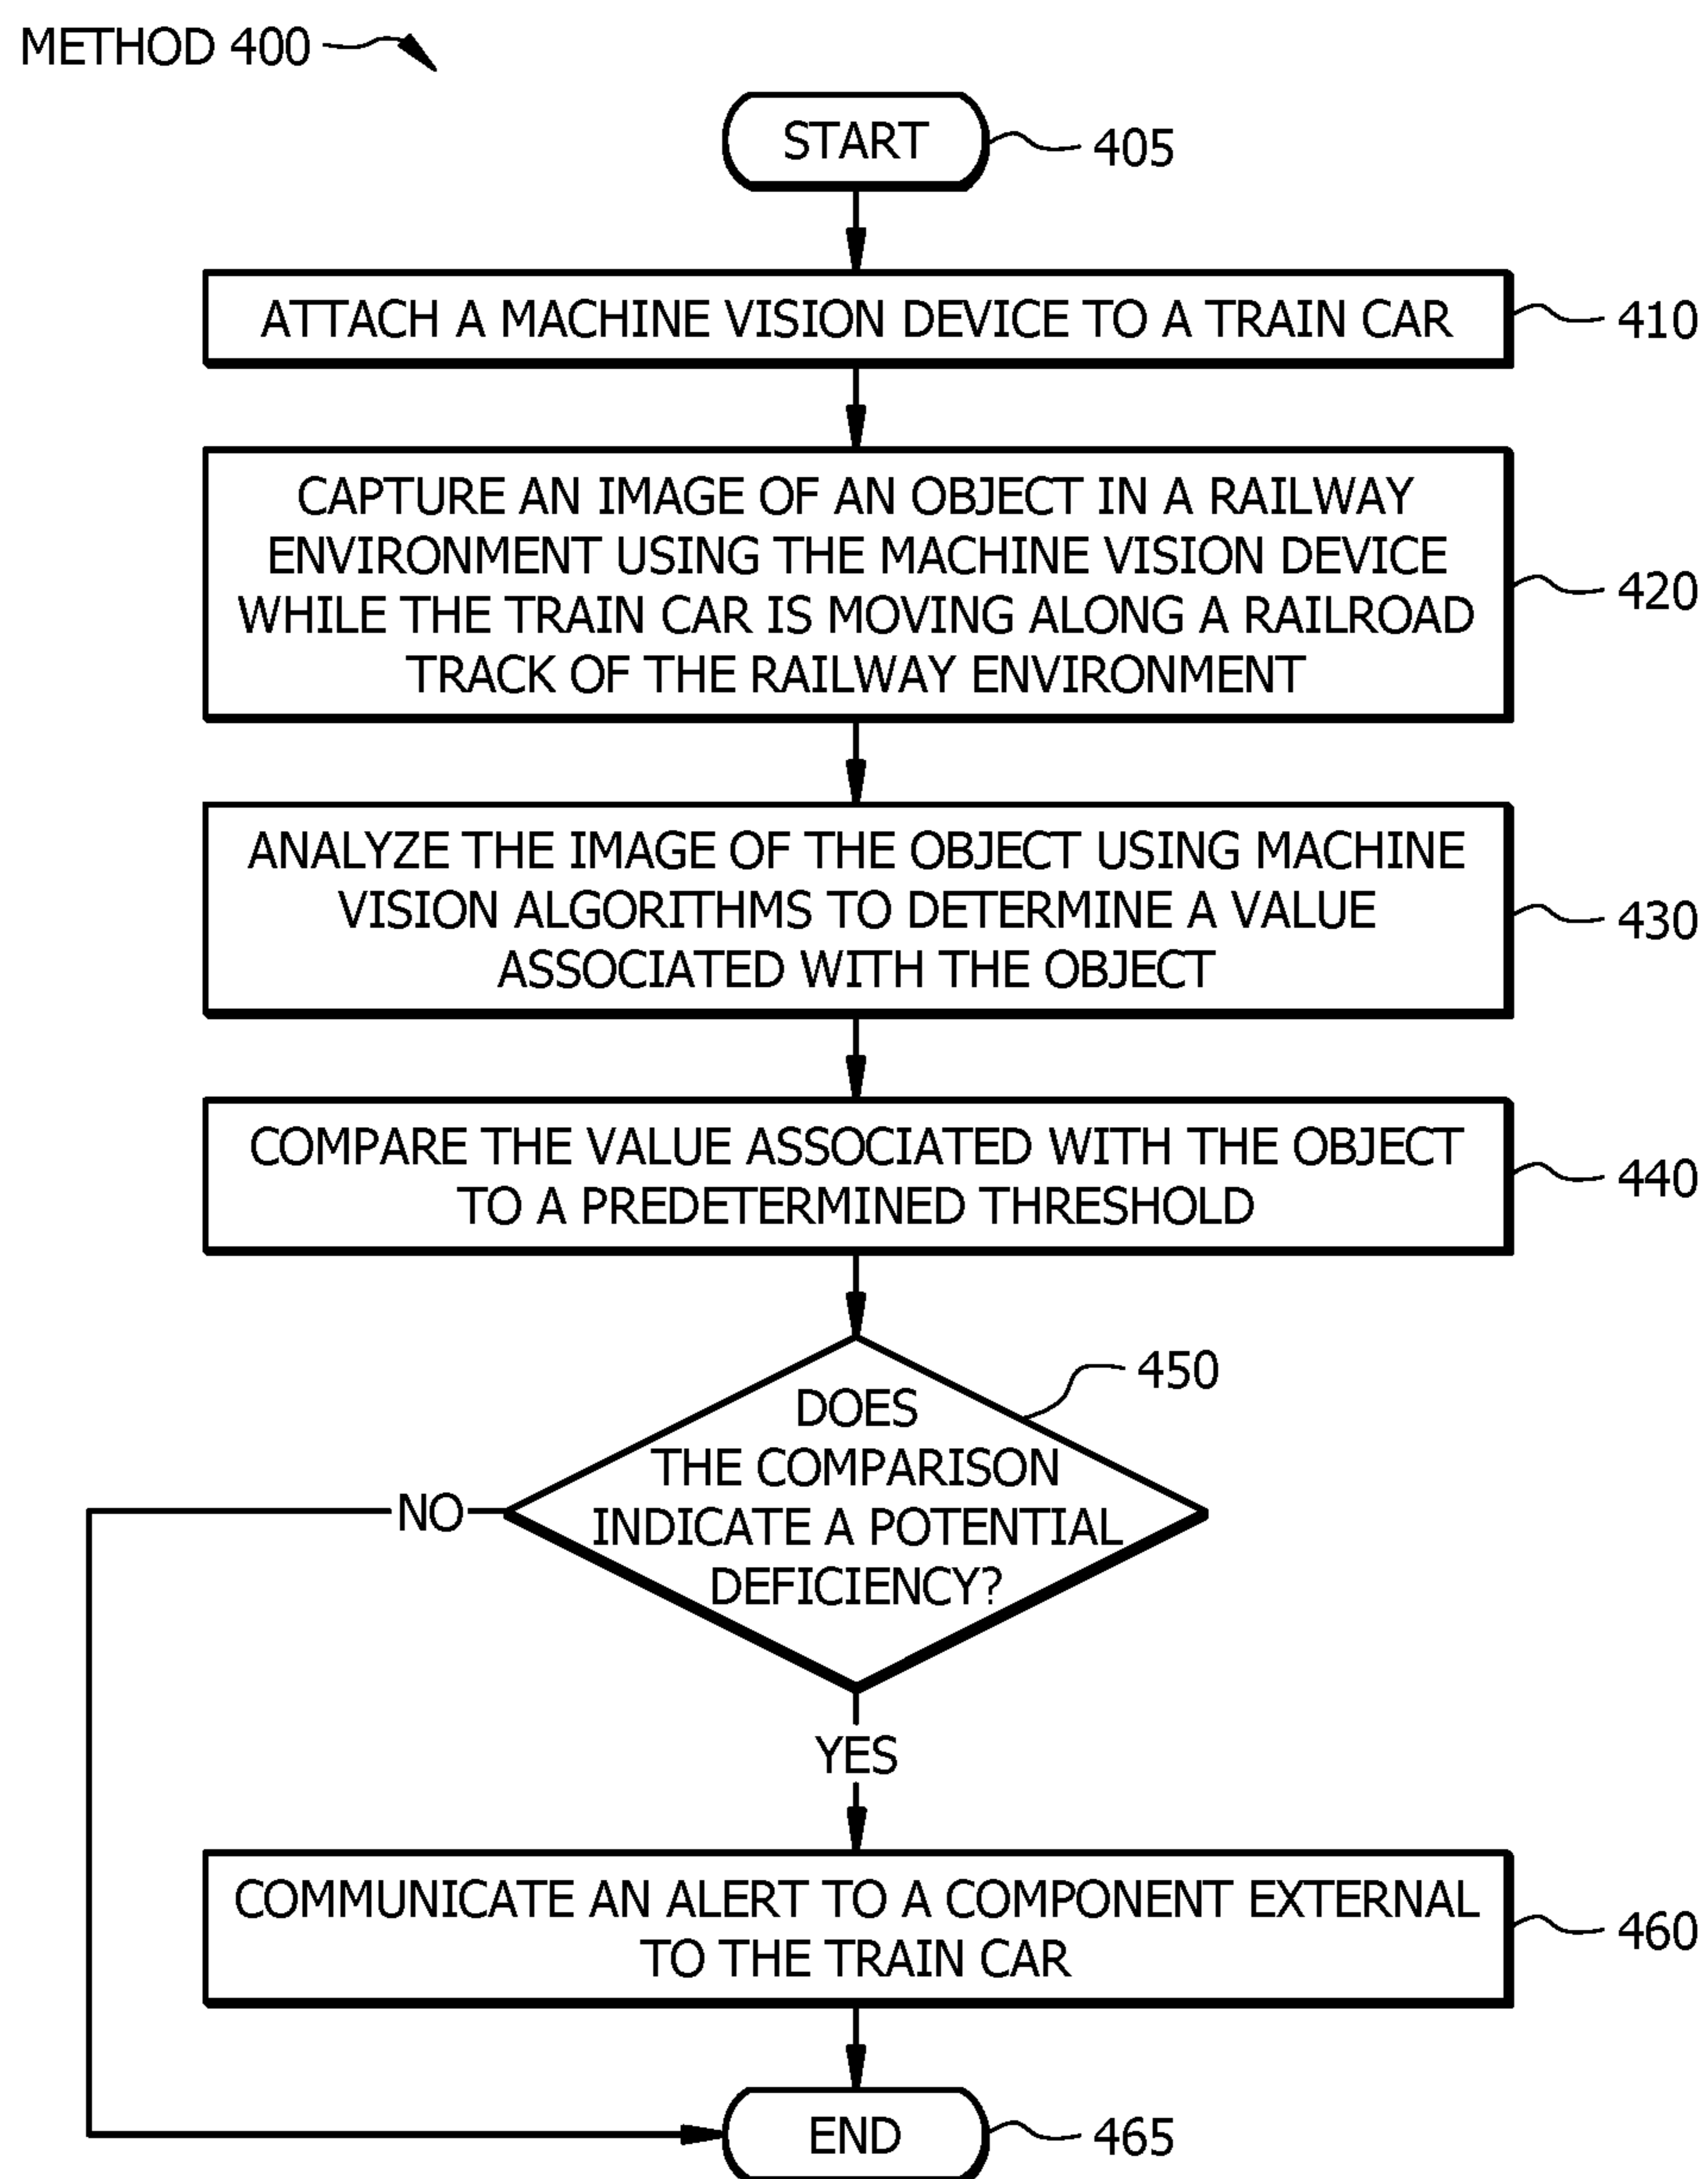 METHOD 400
START
405
ATTACH A MACHINE VISION DEVICE TO A TRAIN CAR
410
CAPTURE AN IMAGE OF AN OBJECT IN A RAILWAY
ENVIRONMENT USING THE MACHINE VISION DEVICE
WHILE THE TRAIN CAR IS MOVING ALONG A RAILROAD
TRACK OF THE RAILWAY ENVIRONMENT
420
ANALYZE THE IMAGE OF THE OBJECT USING MACHINE
VISION ALGORITHMS TO DETERMINE A VALUE
ASSOCIATED WITH THE OBJECT
430
COMPARE THE VALUE ASSOCIATED WITH THE OBJECT
TO A PREDETERMINED THRESHOLD
440
450
DOES
THE COMPARISON
INDICATE A POTENTIAL
DEFICIENCY?
NO
YES
COMMUNICATE AN ALERT TO A COMPONENT EXTERNAL
TO THE TRAIN CAR
460
END
465